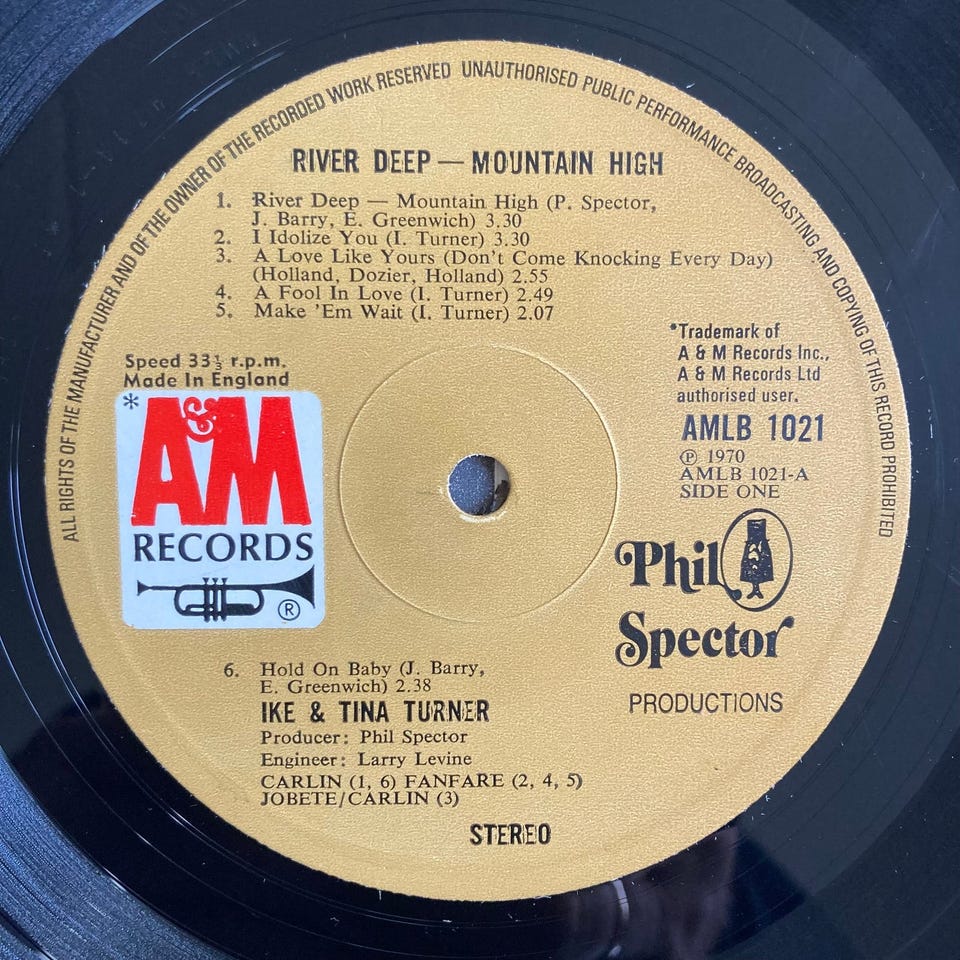 ALL RIGHTS OF THE MANUFACTURER AND OF THE OWNER OF THE RECORDED WORK RESERVED UNAUTHORISED PUBLIC PERFORMANCE BROADCASTING AND COPYING OF THIS RECORD PROHIBITED
RIVER DEEP — MOUNTAIN HIGH
1. River Deep — Mountain High (P. Spector,
J. Barry, E. Greenwich) 3.30
2. I Idolize You (I. Turner) 3.30
3. A Love Like Yours (Don't Come Knocking Every Day)
(Holland, Dozier, Holland) 2.55
4. A Fool In Love (I. Turner) 2.49
5. Make 'Em Wait (I. Turner) 2.07
Speed 33⅓ r.p.m.
Made In England
*
A&M
RECORDS
®
*Trademark of
A & M Records Inc.,
A & M Records Ltd
authorised user.
AMLB 1021
℗ 1970
AMLB 1021-A
SIDE ONE
Phil
Spector
PRODUCTIONS
6. Hold On Baby (J. Barry,
E. Greenwich) 2.38
IKE & TINA TURNER
Producer: Phil Spector
Engineer: Larry Levine
CARLIN (1, 6) FANFARE (2, 4, 5)
JOBETE/CARLIN (3)
STEREO